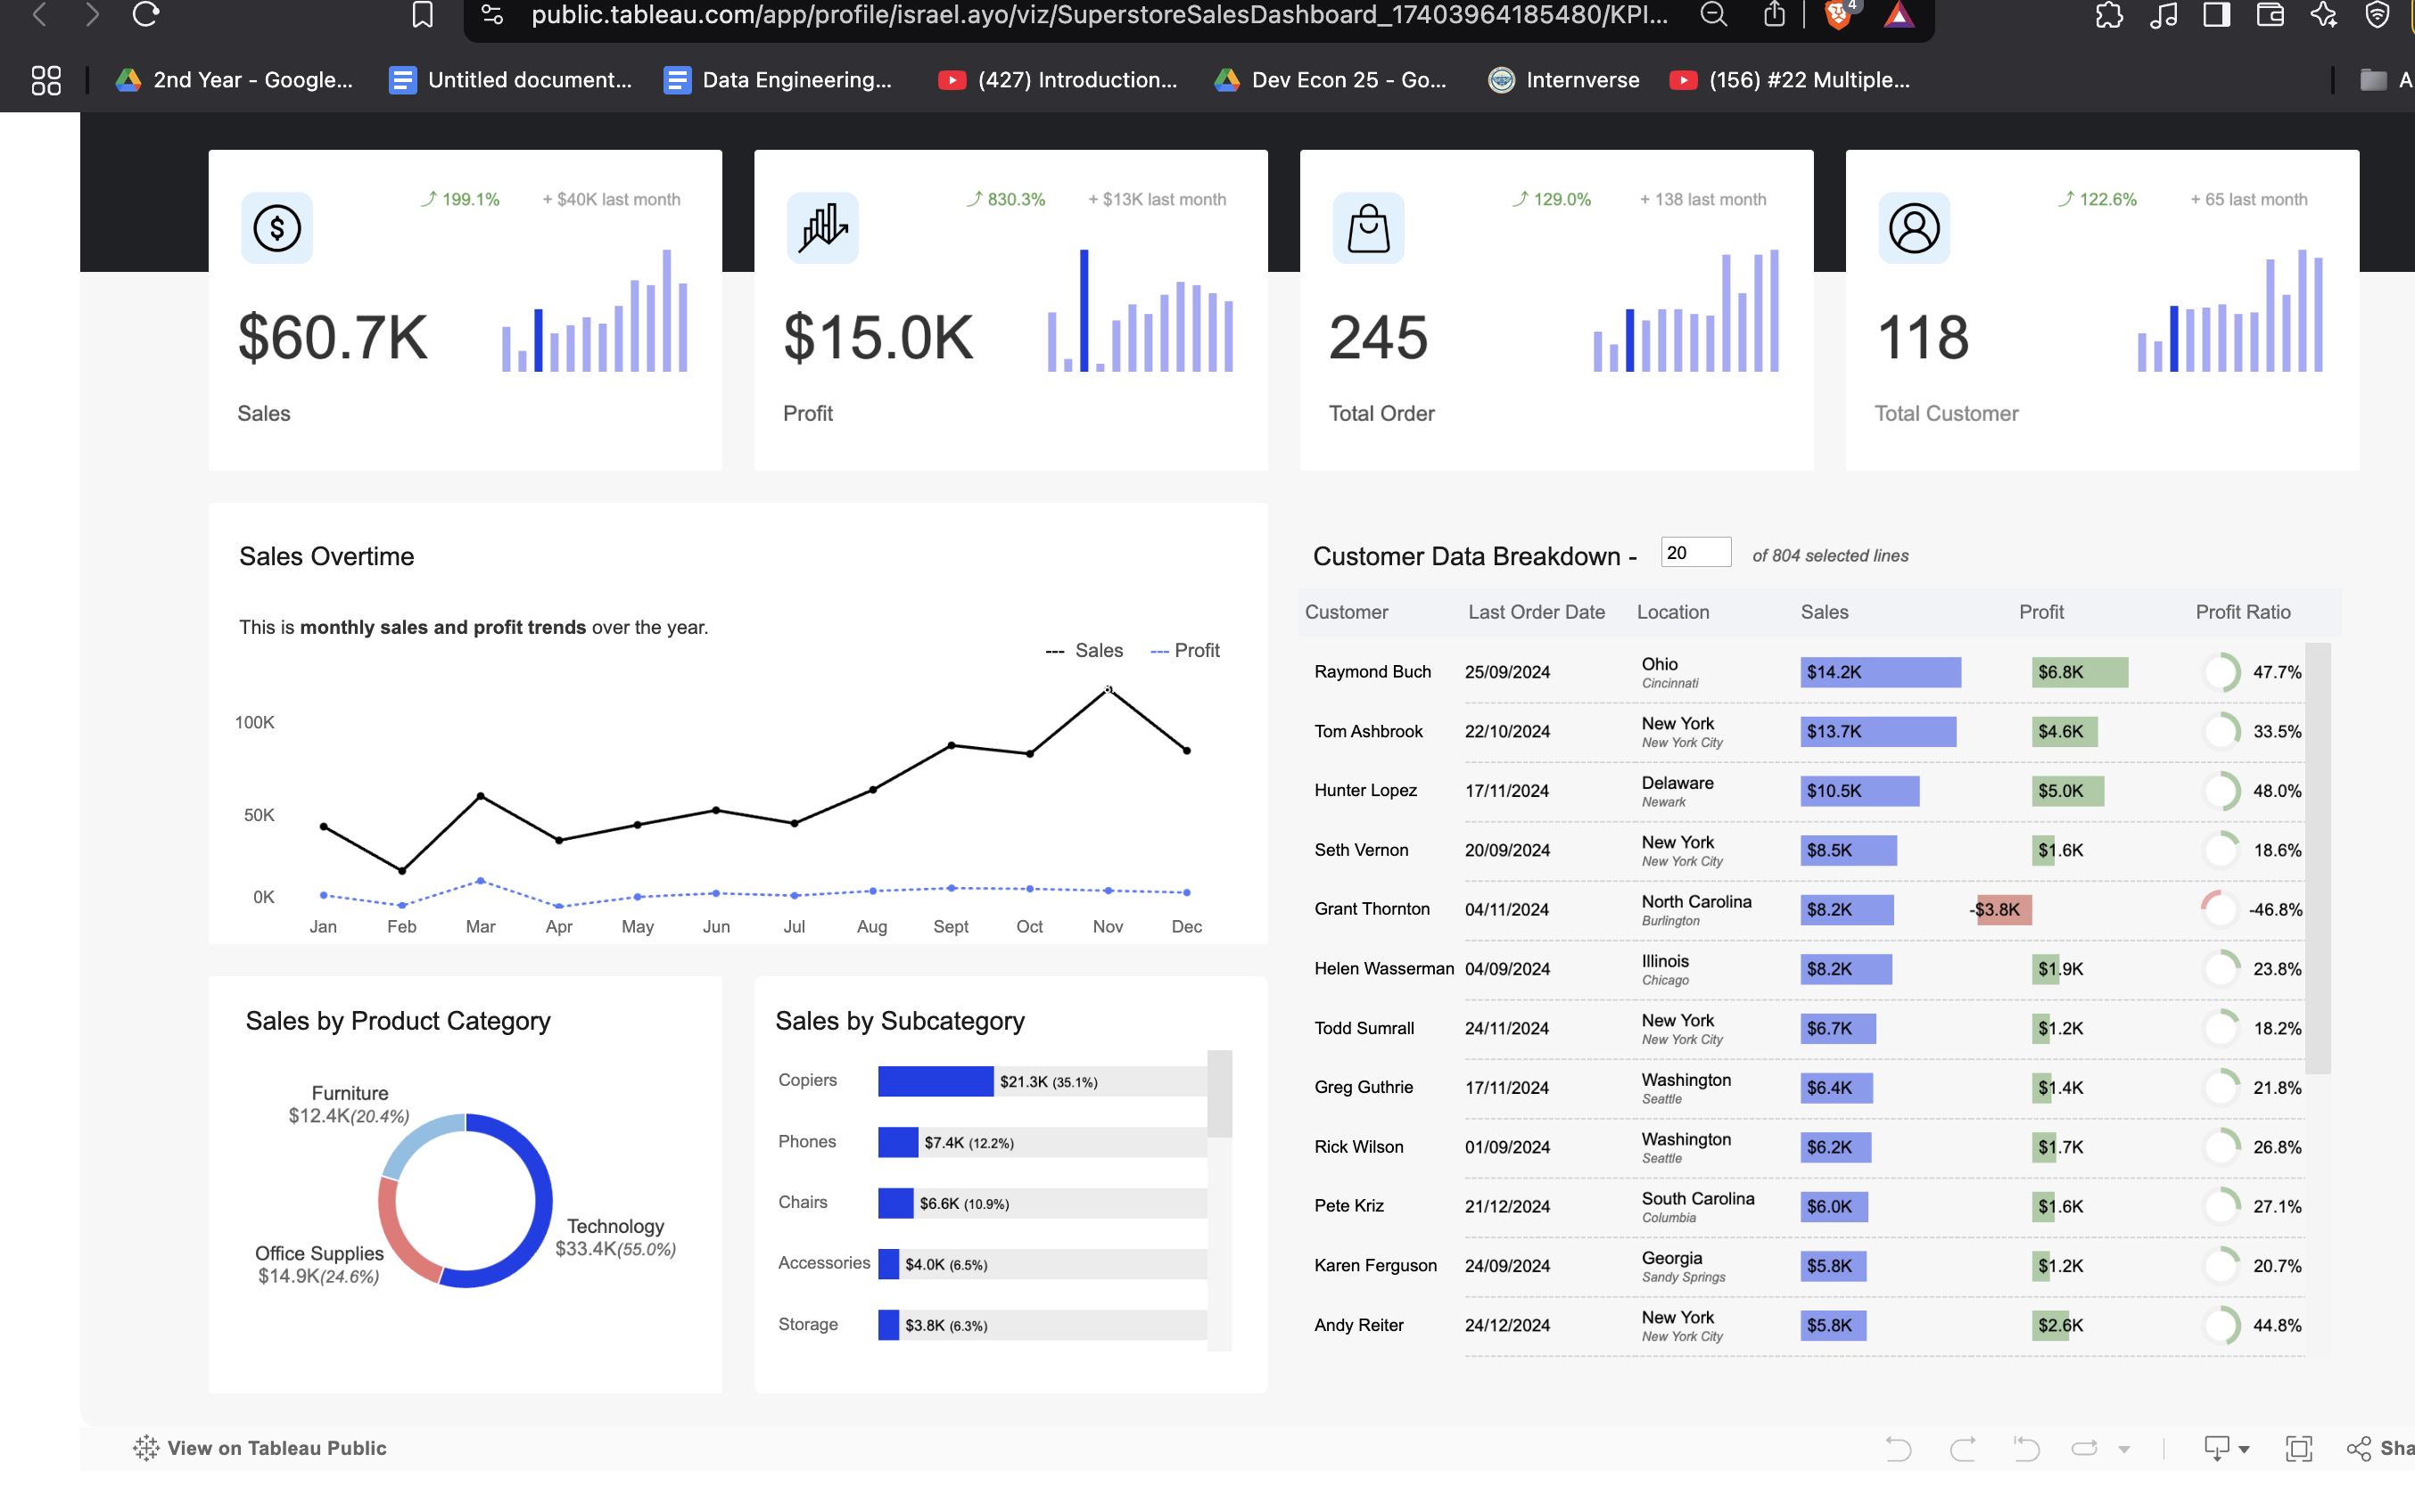 public.tableau.com/app/profile/israel.ayo/viz/SuperstoreSalesDashboard_17403964185480/KPI...
4
2nd Year - Google...
Untitled document...
Data Engineering...
(427) Introduction...
Dev Econ 25 - Go...
Internverse
(156) #22 Multiple...
A
199.1% + $40K last month
$60.7K
Sales
830.3% + $13K last month
$15.0K
Profit
129.0% + 138 last month
245
Total Order
122.6% + 65 last month
118
Total Customer
Sales Overtime
This is monthly sales and profit trends over the year.
--- Sales --- Profit
100K
50K
0K
Jan Feb Mar Apr May Jun Jul Aug Sept Oct Nov Dec
Sales by Product Category
Furniture
$12.4K(20.4%)
Technology
$33.4K(55.0%)
Office Supplies
$14.9K(24.6%)
Sales by Subcategory
Copiers $21.3K (35.1%)
Phones $7.4K (12.2%)
Chairs $6.6K (10.9%)
Accessories $4.0K (6.5%)
Storage $3.8K (6.3%)
Customer Data Breakdown - 20 of 804 selected lines
Customer Last Order Date Location Sales Profit Profit Ratio
Raymond Buch 25/09/2024 Ohio Cincinnati $14.2K $6.8K 47.7%
Tom Ashbrook 22/10/2024 New York New York City $13.7K $4.6K 33.5%
Hunter Lopez 17/11/2024 Delaware Newark $10.5K $5.0K 48.0%
Seth Vernon 20/09/2024 New York New York City $8.5K $1.6K 18.6%
Grant Thornton 04/11/2024 North Carolina Burlington $8.2K -$3.8K -46.8%
Helen Wasserman 04/09/2024 Illinois Chicago $8.2K $1.9K 23.8%
Todd Sumrall 24/11/2024 New York New York City $6.7K $1.2K 18.2%
Greg Guthrie 17/11/2024 Washington Seattle $6.4K $1.4K 21.8%
Rick Wilson 01/09/2024 Washington Seattle $6.2K $1.7K 26.8%
Pete Kriz 21/12/2024 South Carolina Columbia $6.0K $1.6K 27.1%
Karen Ferguson 24/09/2024 Georgia Sandy Springs $5.8K $1.2K 20.7%
Andy Reiter 24/12/2024 New York New York City $5.8K $2.6K 44.8%
View on Tableau Public
Sha